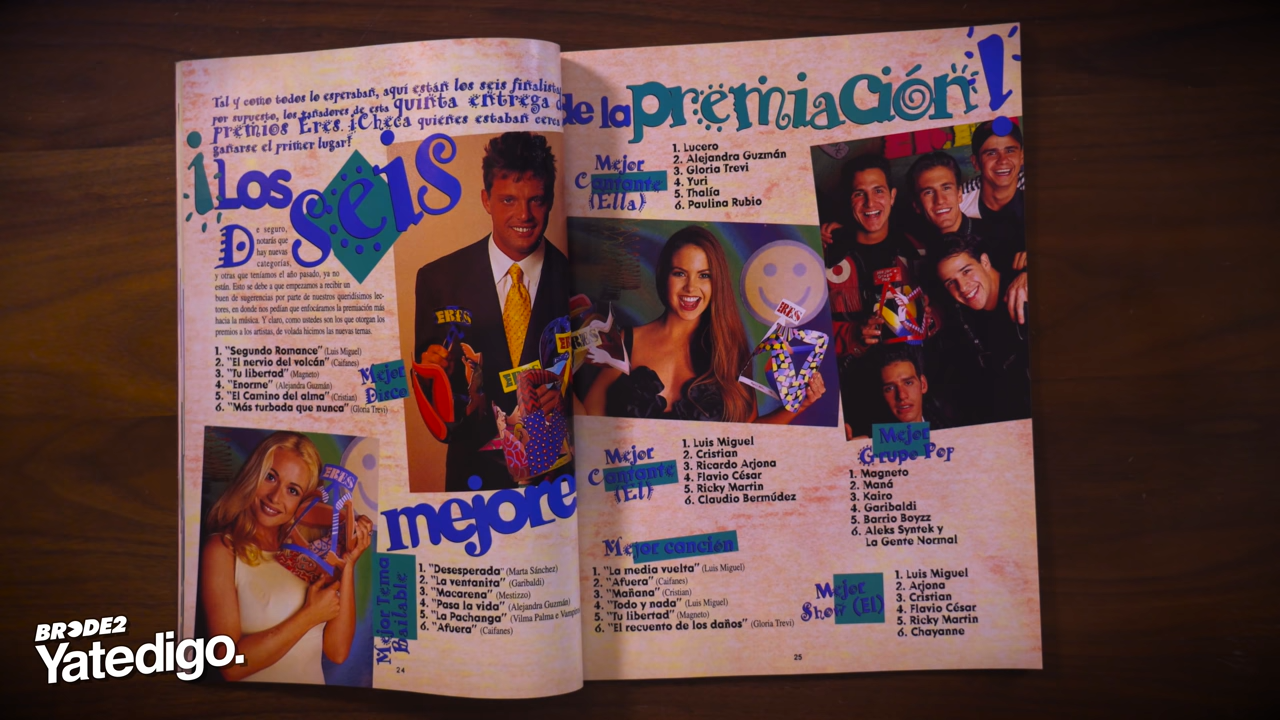 Tal y como todos lo esperaban, aquí están los seis finalist
por supuesto, los ganadores de esta quinta entrega d
premios Eres. ¡Checa quiénes estaban cerca
ganarse el primer lugar!
¡Los
seis
De seguro,
notarás que
hay nuevas
categorías,
y otras que teníamos el año pasado, ya no
están. Esto se debe a que empezamos a recibir un
buen de sugerencias por parte de nuestros queridísimos lec-
tores, en donde nos pedían que enfocáramos la premiación más
hacia la música. Y claro, como ustedes son los que otorgan los
premios a los artistas, de volada hicimos las nuevas ternas.
1. "Segundo Romance" (Luis Miguel)
2. "El nervio del volcán" (Caifanes)
3. "Tu libertad" (Magneto)
4. "Enorme" (Alejandra Guzmán)
5. "El Camino del alma" (Cristian)
6. "Más turbada que nunca" (Gloria Trevi)
Mejor
Disco
ERES
ERES
ERES
ERES
mejore
Mejor Tema
Bailable
1. "Desesperada" (Marta Sánchez)
2. "La ventanita" (Garibaldi)
3. "Macarena" (Mestizzo)
4. "Pasa la vida" (Alejandra Guzmán)
5. "La Pachanga" (Vilma Palma e Vampiro
6. "Afuera" (Caifanes)
24
de la premiación!
Mejor
Cantante
(Ella)
1. Lucero
2. Alejandra Guzmán
3. Gloria Trevi
4. Yuri
5. Thalía
6. Paulina Rubio
ERES
Mejor
Cantante
(El)
1. Luis Miguel
2. Cristian
3. Ricardo Arjona
4. Flavio César
5. Ricky Martin
6. Claudio Bermúdez
Mejor
Grupo Pop
1. Magneto
2. Maná
3. Kairo
4. Garibaldi
5. Barrio Boyzz
6. Aleks Syntek y
La Gente Normal
Mejor canción
1. "La media vuelta" (Luis Miguel)
2. "Afuera" (Caifanes)
3. "Mañana" (Cristian)
4. "Todo y nada" (Luis Miguel)
5. "Tu libertad" (Magneto)
6. "El recuento de los daños" (Gloria Trevi)
Mejor
Show (El)
1. Luis Miguel
2. Arjona
3. Cristian
4. Flavio César
5. Ricky Martin
6. Chayanne
25
BRODE2
Yatedigo.